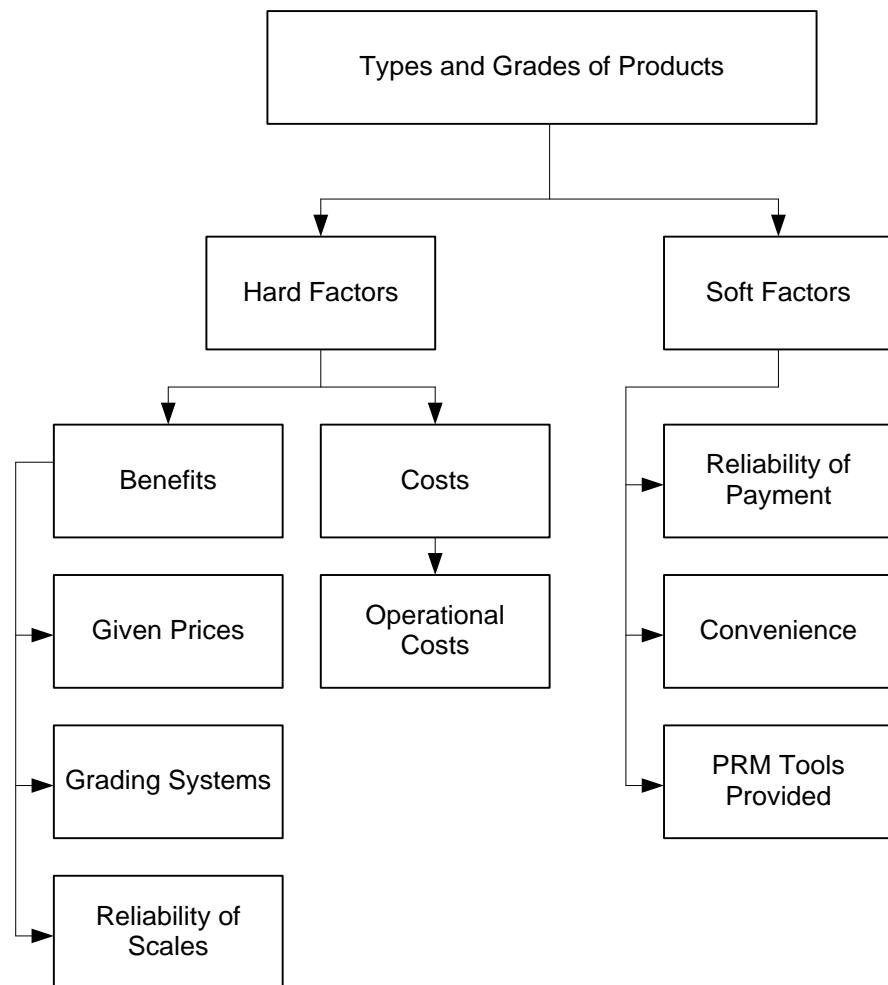 Types and Grades of Products
Hard Factors
Soft Factors
Benefits
Costs
Reliability of
Payment
Given Prices
Operational
Costs
Convenience
Grading Systems
PRM Tools
Provided
Reliability of
Scales